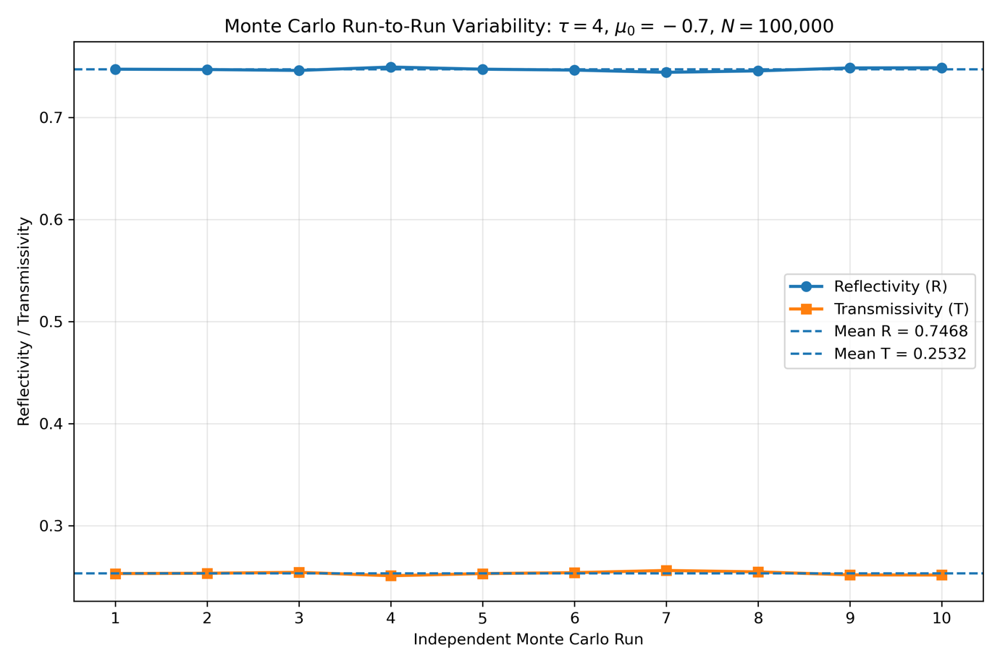 Monte Carlo Run-to-Run Variability: τ = 4, μ₀ = − 0.7, N = 100,000
Reflectivity / Transmissivity
0.7
0.6
0.5
0.4
0.3
Reflectivity (R)
Transmissivity (T)
Mean R = 0.7468
Mean T = 0.2532
1 2 3 4 5 6 7 8 9 10
Independent Monte Carlo Run